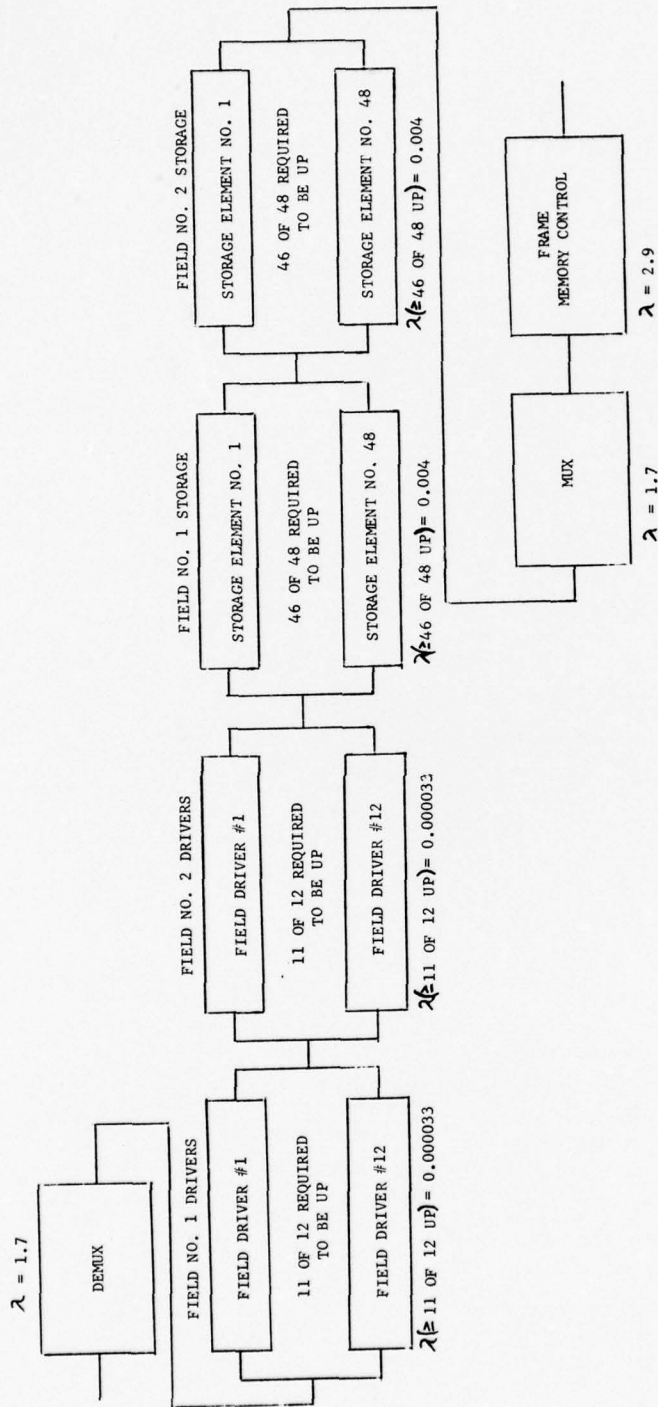 λ = 1.7
DEMUX
FIELD NO. 1 DRIVERS
FIELD DRIVER #1
11 OF 12 REQUIRED
TO BE UP
FIELD DRIVER #12
λ(≥ 11 OF 12 UP) = 0.000033
FIELD NO. 2 DRIVERS
FIELD DRIVER #1
11 OF 12 REQUIRED
TO BE UP
FIELD DRIVER #12
λ(≥11 OF 12 UP) = 0.000033
FIELD NO. 1 STORAGE
STORAGE ELEMENT NO. 1
46 OF 48 REQUIRED
TO BE UP
STORAGE ELEMENT NO. 48
λ(≥46 OF 48 UP) = 0.004
FIELD NO. 2 STORAGE
STORAGE ELEMENT NO. 1
46 OF 48 REQUIRED
TO BE UP
STORAGE ELEMENT NO. 48
λ(≥46 OF 48 UP) = 0.004
MUX
λ = 1.7
FRAME
MEMORY CONTROL
λ = 2.9